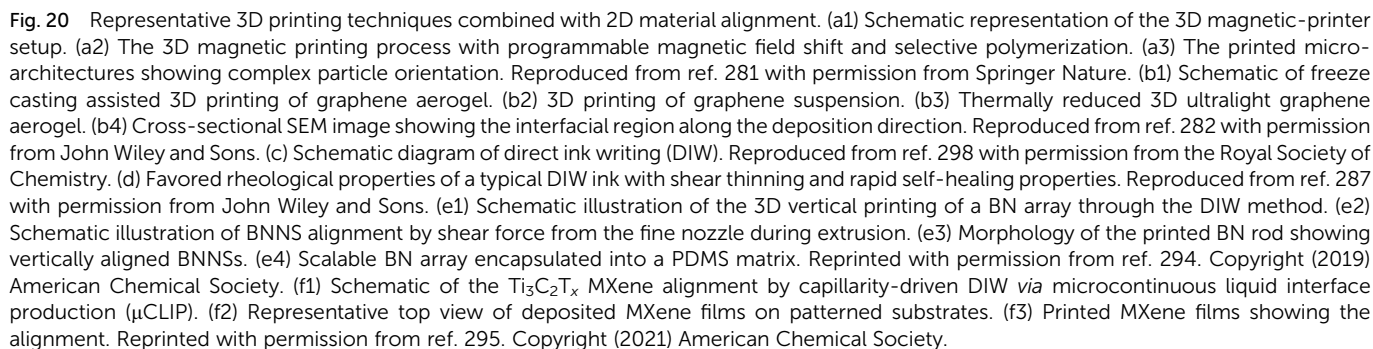 Fig. 20 Representative 3D printing techniques combined with 2D material alignment. (a1) Schematic representation of the 3D magnetic-printer
setup. (a2) The 3D magnetic printing process with programmable magnetic field shift and selective polymerization. (a3) The printed micro-
architectures showing complex particle orientation. Reproduced from ref. 281 with permission from Springer Nature. (b1) Schematic of freeze
casting assisted 3D printing of graphene aerogel. (b2) 3D printing of graphene suspension. (b3) Thermally reduced 3D ultralight graphene
aerogel. (b4) Cross-sectional SEM image showing the interfacial region along the deposition direction. Reproduced from ref. 282 with permission
from John Wiley and Sons. (c) Schematic diagram of direct ink writing (DIW). Reproduced from ref. 298 with permission from the Royal Society of
Chemistry. (d) Favored rheological properties of a typical DIW ink with shear thinning and rapid self-healing properties. Reproduced from ref. 287
with permission from John Wiley and Sons. (e1) Schematic illustration of the 3D vertical printing of a BN array through the DIW method. (e2)
Schematic illustration of BNNS alignment by shear force from the fine nozzle during extrusion. (e3) Morphology of the printed BN rod showing
vertically aligned BNNSs. (e4) Scalable BN array encapsulated into a PDMS matrix. Reprinted with permission from ref. 294. Copyright (2019)
American Chemical Society. (f1) Schematic of the Ti₃C₂Tₓ MXene alignment by capillarity-driven DIW via microcontinuous liquid interface
production (μCLIP). (f2) Representative top view of deposited MXene films on patterned substrates. (f3) Printed MXene films showing the
alignment. Reprinted with permission from ref. 295. Copyright (2021) American Chemical Society.